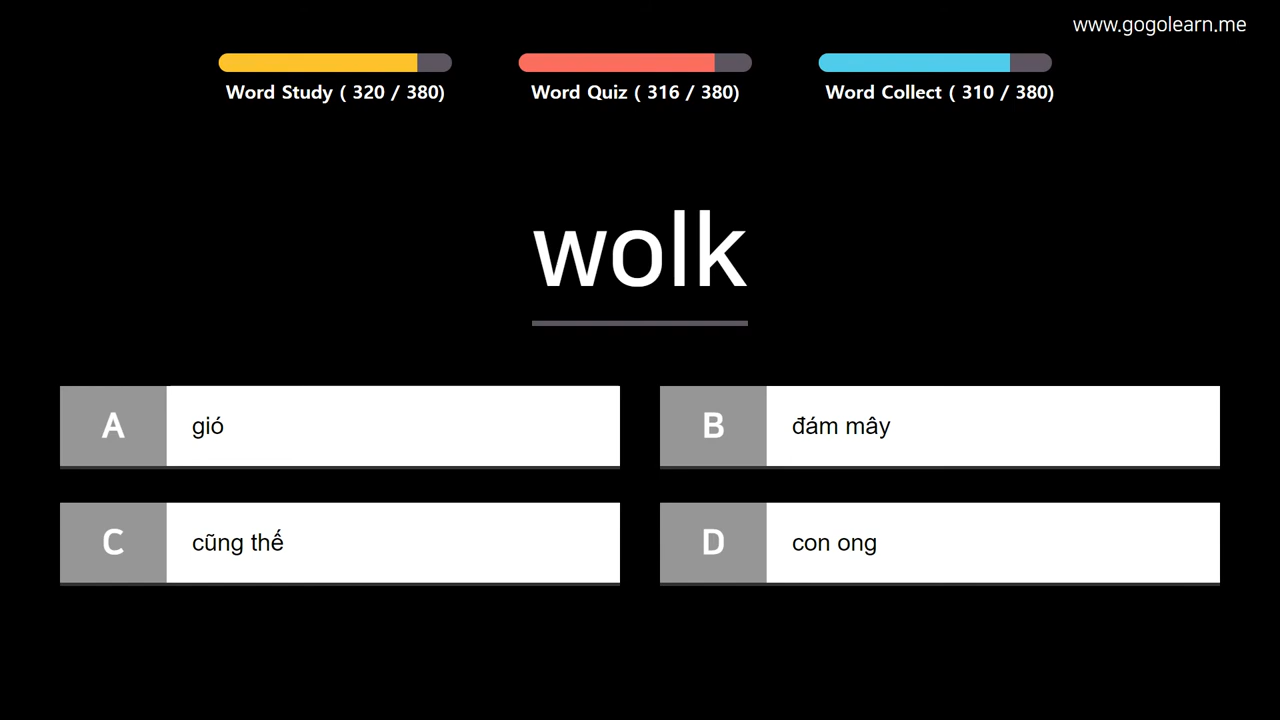 www.gogolearn.me
Word Study ( 320 / 380)
Word Quiz ( 316 / 380)
Word Collect ( 310 / 380)
wolk
A gió
B đám mây
C cũng thế
D con ong